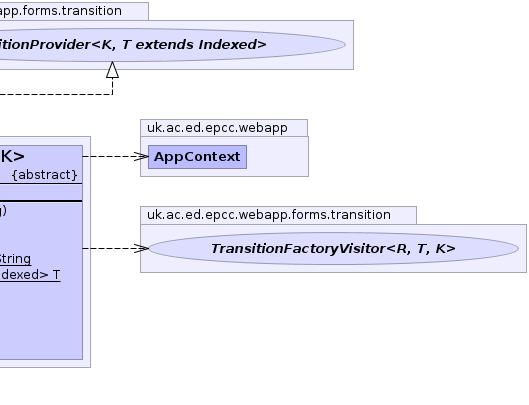 app.forms.transition
itionProvider<K, T extends Indexed>
uk.ac.ed.epcc.webapp
K>
AppContext
{abstract}
g)
uk.ac.ed.epcc.webapp.forms.transition
TransitionFactoryVisitor<R, T, K>
String
dexed> T